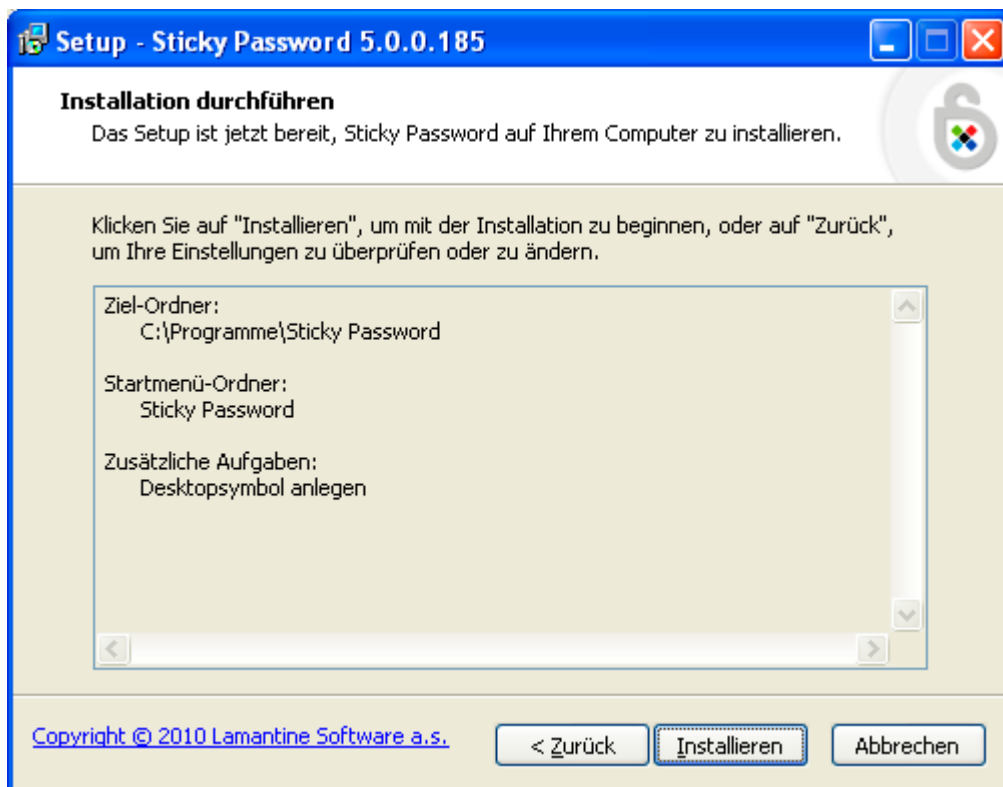 Setup - Sticky Password 5.0.0.185
Installation durchführen
Das Setup ist jetzt bereit, Sticky Password auf Ihrem Computer zu installieren.
Klicken Sie auf "Installieren", um mit der Installation zu beginnen, oder auf "Zurück",
um Ihre Einstellungen zu überprüfen oder zu ändern.
Ziel-Ordner:
C:\Programme\Sticky Password
Startmenü-Ordner:
Sticky Password
Zusätzliche Aufgaben:
Desktopsymbol anlegen
Copyright © 2010 Lamantine Software a.s.
< Zurück
Installieren
Abbrechen